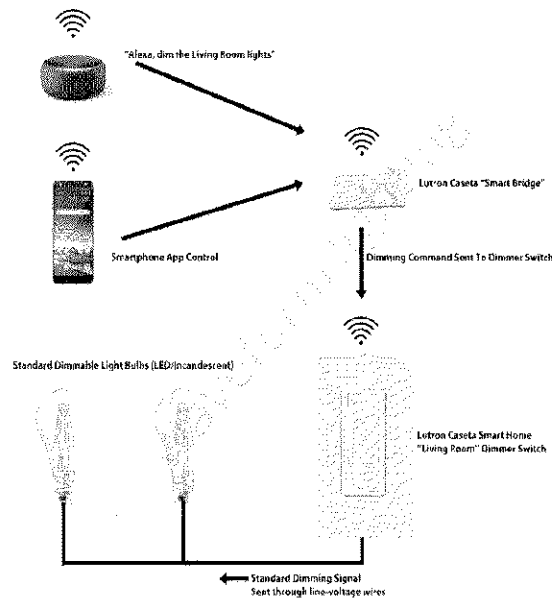 "Alexa, dim the Living Room lights"
Lutron Caseta "Smart Bridge"
Smartphone App Control
Dimming Command Sent To Dimmer Switch
Standard Dimmable Light Bulbs (LED/Incandescent)
Lutron Caseta Smart Home
"Living Room" Dimmer Switch
Standard Dimming Signal
Sent through line-voltage wires